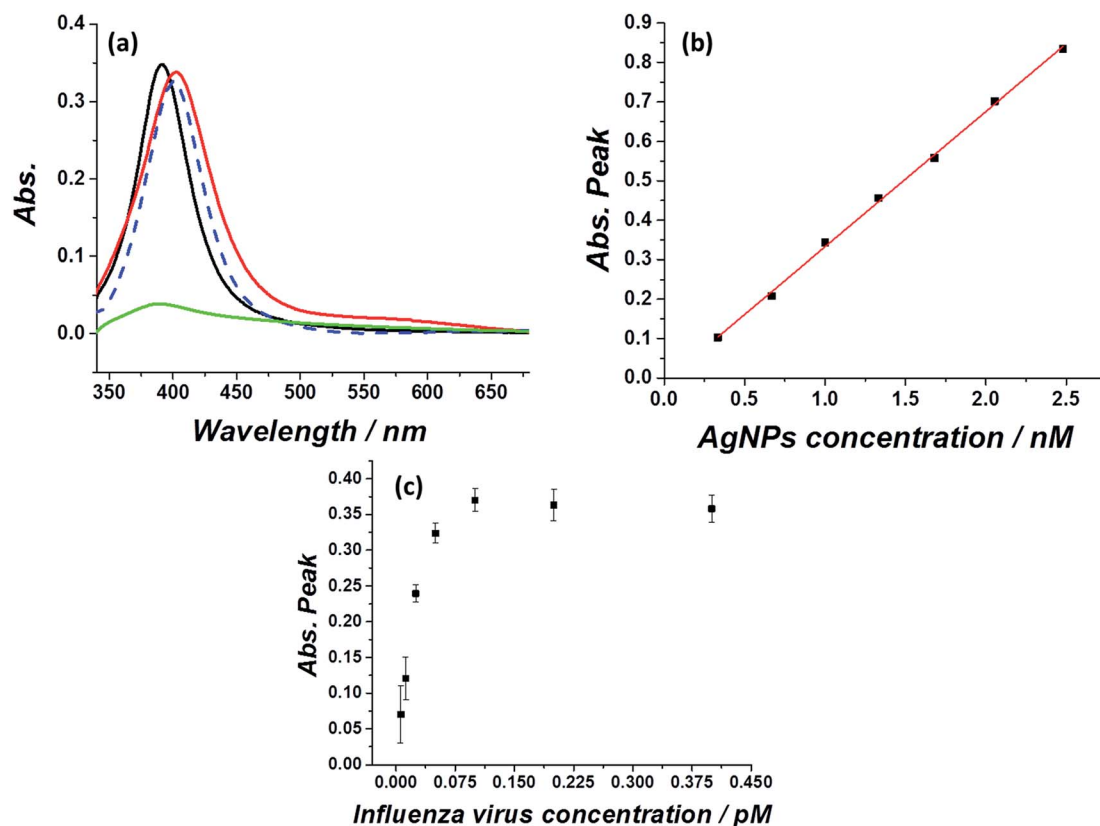 (a)
0.4
0.3
0.2
0.1
0.0
Abs.
350 400 450 500 550 600 650
Wavelength / nm
(b)
0.9
0.8
0.7
0.6
0.5
0.4
0.3
0.2
0.1
0.0
Abs. Peak
0.0 0.5 1.0 1.5 2.0 2.5
AgNPs concentration / nM
(c)
0.40
0.35
0.30
0.25
0.20
0.15
0.10
0.05
0.00
Abs. Peak
0.000 0.075 0.150 0.225 0.300 0.375 0.450
Influenza virus concentration / pM